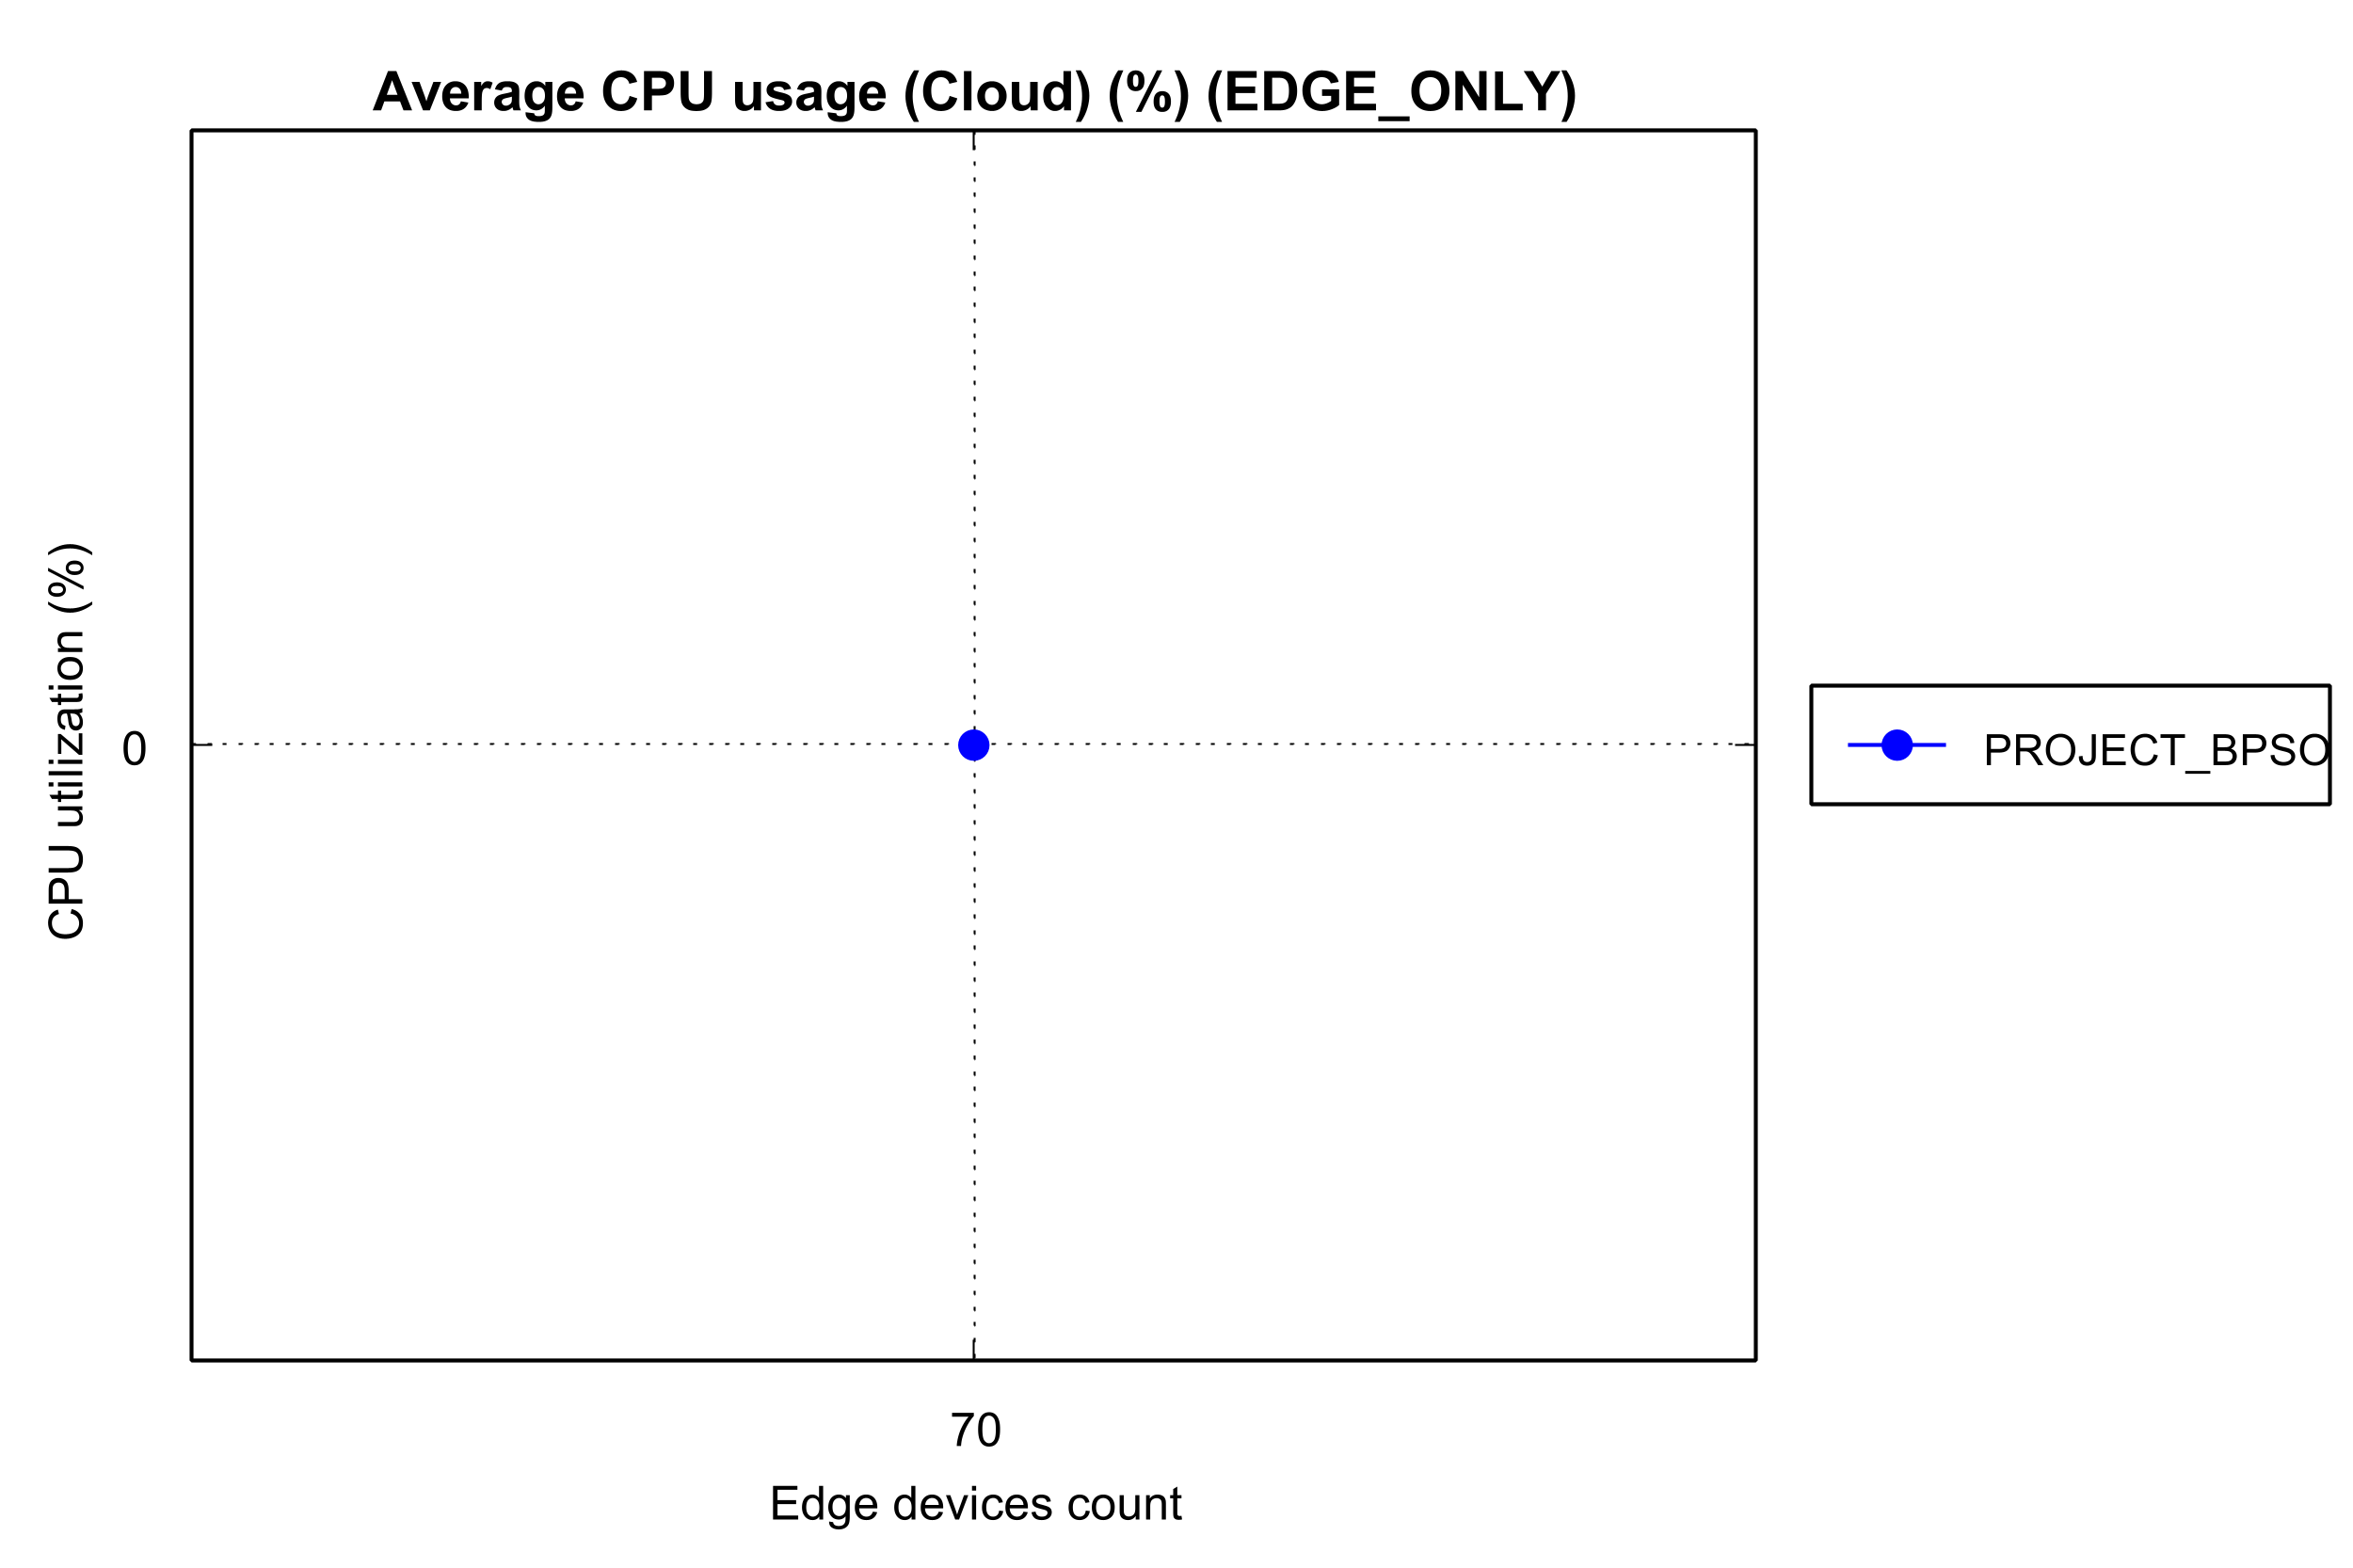 Average CPU usage (Cloud) (%) (EDGE_ONLY)
CPU utilization (%)
0
PROJECT_BPSO
70
Edge devices count